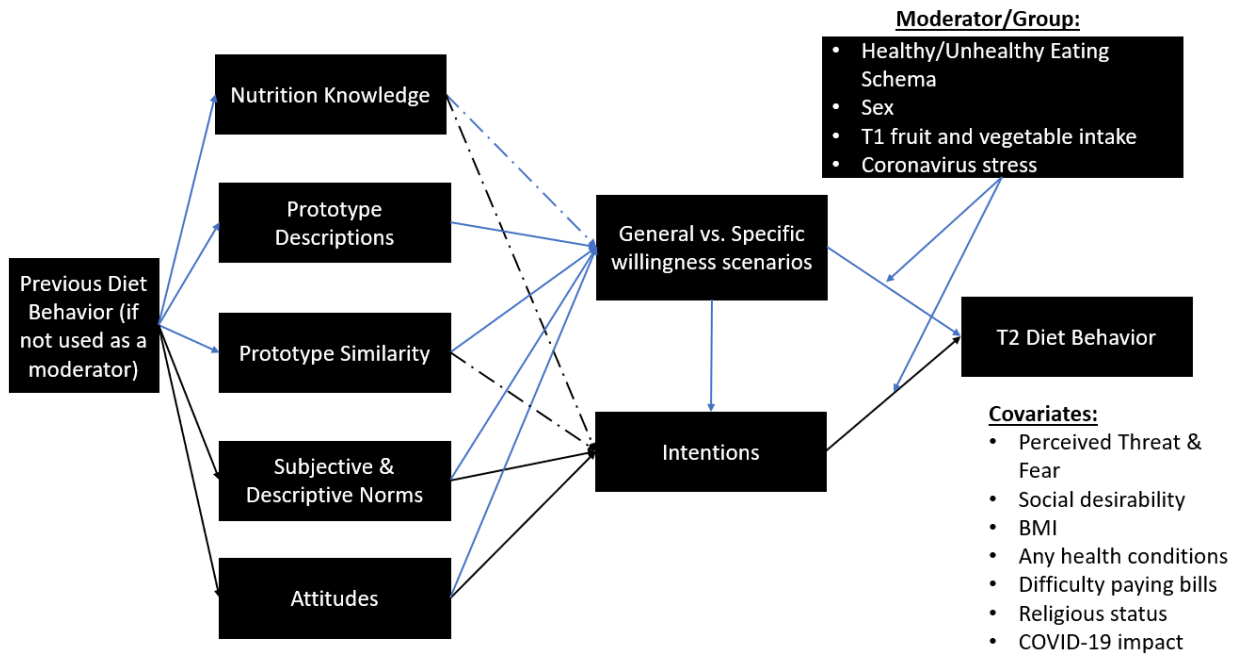 Moderator/Group:
• Healthy/Unhealthy Eating
Schema
• Sex
• T1 fruit and vegetable intake
• Coronavirus stress
Nutrition Knowledge
Prototype
Descriptions
General vs. Specific
willingness scenarios
Previous Diet
Behavior (if
not used as a
moderator)
Prototype Similarity
T2 Diet Behavior
Subjective &
Descriptive Norms
Intentions
Attitudes
Covariates:
• Perceived Threat &
Fear
• Social desirability
• BMI
• Any health conditions
• Difficulty paying bills
• Religious status
• COVID-19 impact